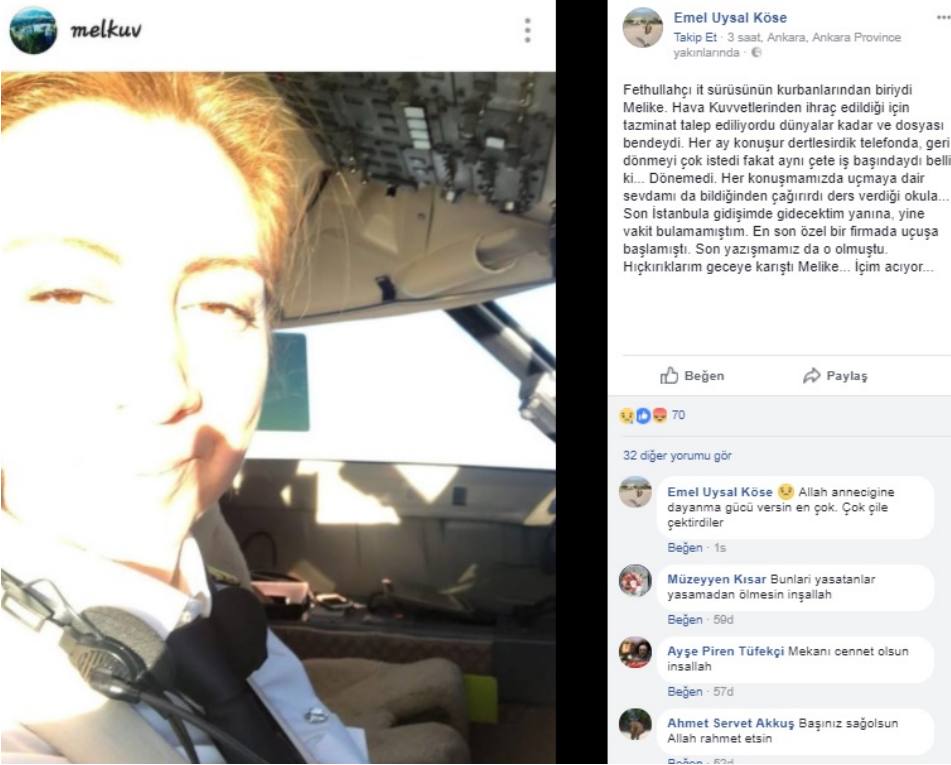 melkuv
Emel Uysal Köse
Takip Et · 3 saat, Ankara, Ankara Province
yakınlarında ·
Fethullahçı it sürüsünün kurbanlarından biriydi
Melike. Hava Kuvvetlerinden ihraç edildiği için
tazminat talep ediliyordu dünyalar kadar ve dosyası
bendeydi. Her ay konuşur dertlesirdik telefonda, geri
dönmeyi çok istedi fakat aynı çete iş başındaydı belli
ki... Dönemedi. Her konuşmamızda uçmaya dair
sevdamı da bildiğinden çağırırdı ders verdiği okula...
Son İstanbula gidişimde gidecektim yanına, yine
vakit bulamamıştım. En son özel bir firmada uçuşa
başlamıştı. Son yazışmamız da o olmuştu.
Hıçkırıklarım geceye karıştı Melike... İçim acıyor...
Beğen Paylaş
70
32 diğer yorumu gör
Emel Uysal Köse Allah annecigine
dayanma gücü versin en çok. Çok çile
çektirdiler
Beğen · 1s
Müzeyyen Kısar Bunlari yasatanlar
yasamadan ölmesin inşallah
Beğen · 59d
Ayşe Piren Tüfekçi Mekanı cennet olsun
insallah
Beğen · 57d
Ahmet Servet Akkuş Başınız sağolsun
Allah rahmet etsin
Beğen · 52d